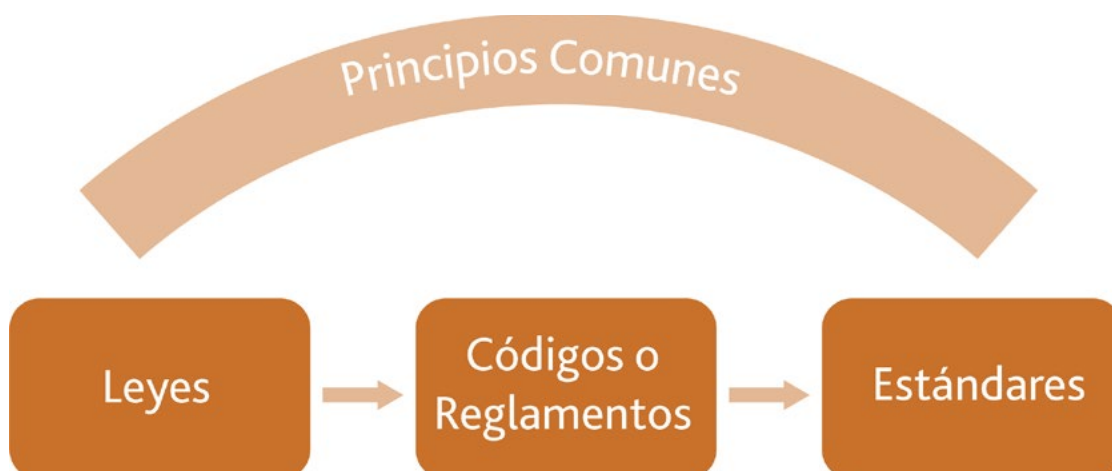 Principios Comunes
Leyes
Códigos o
Reglamentos
Estándares